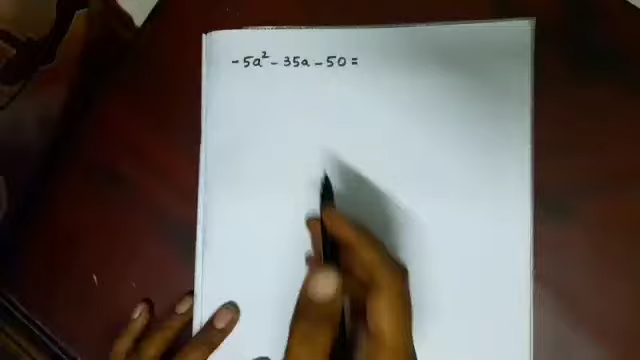 -5a² - 35a - 50 =